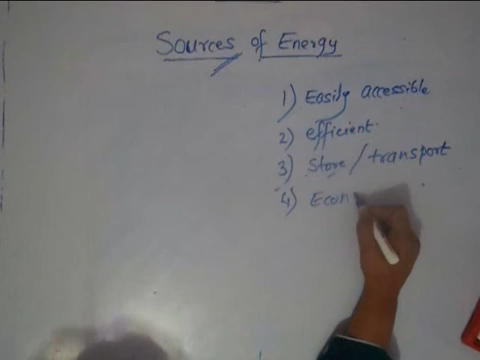 Sources of Energy
1) Easily accessible
2) efficient.
3) Store / transport
4) Econ